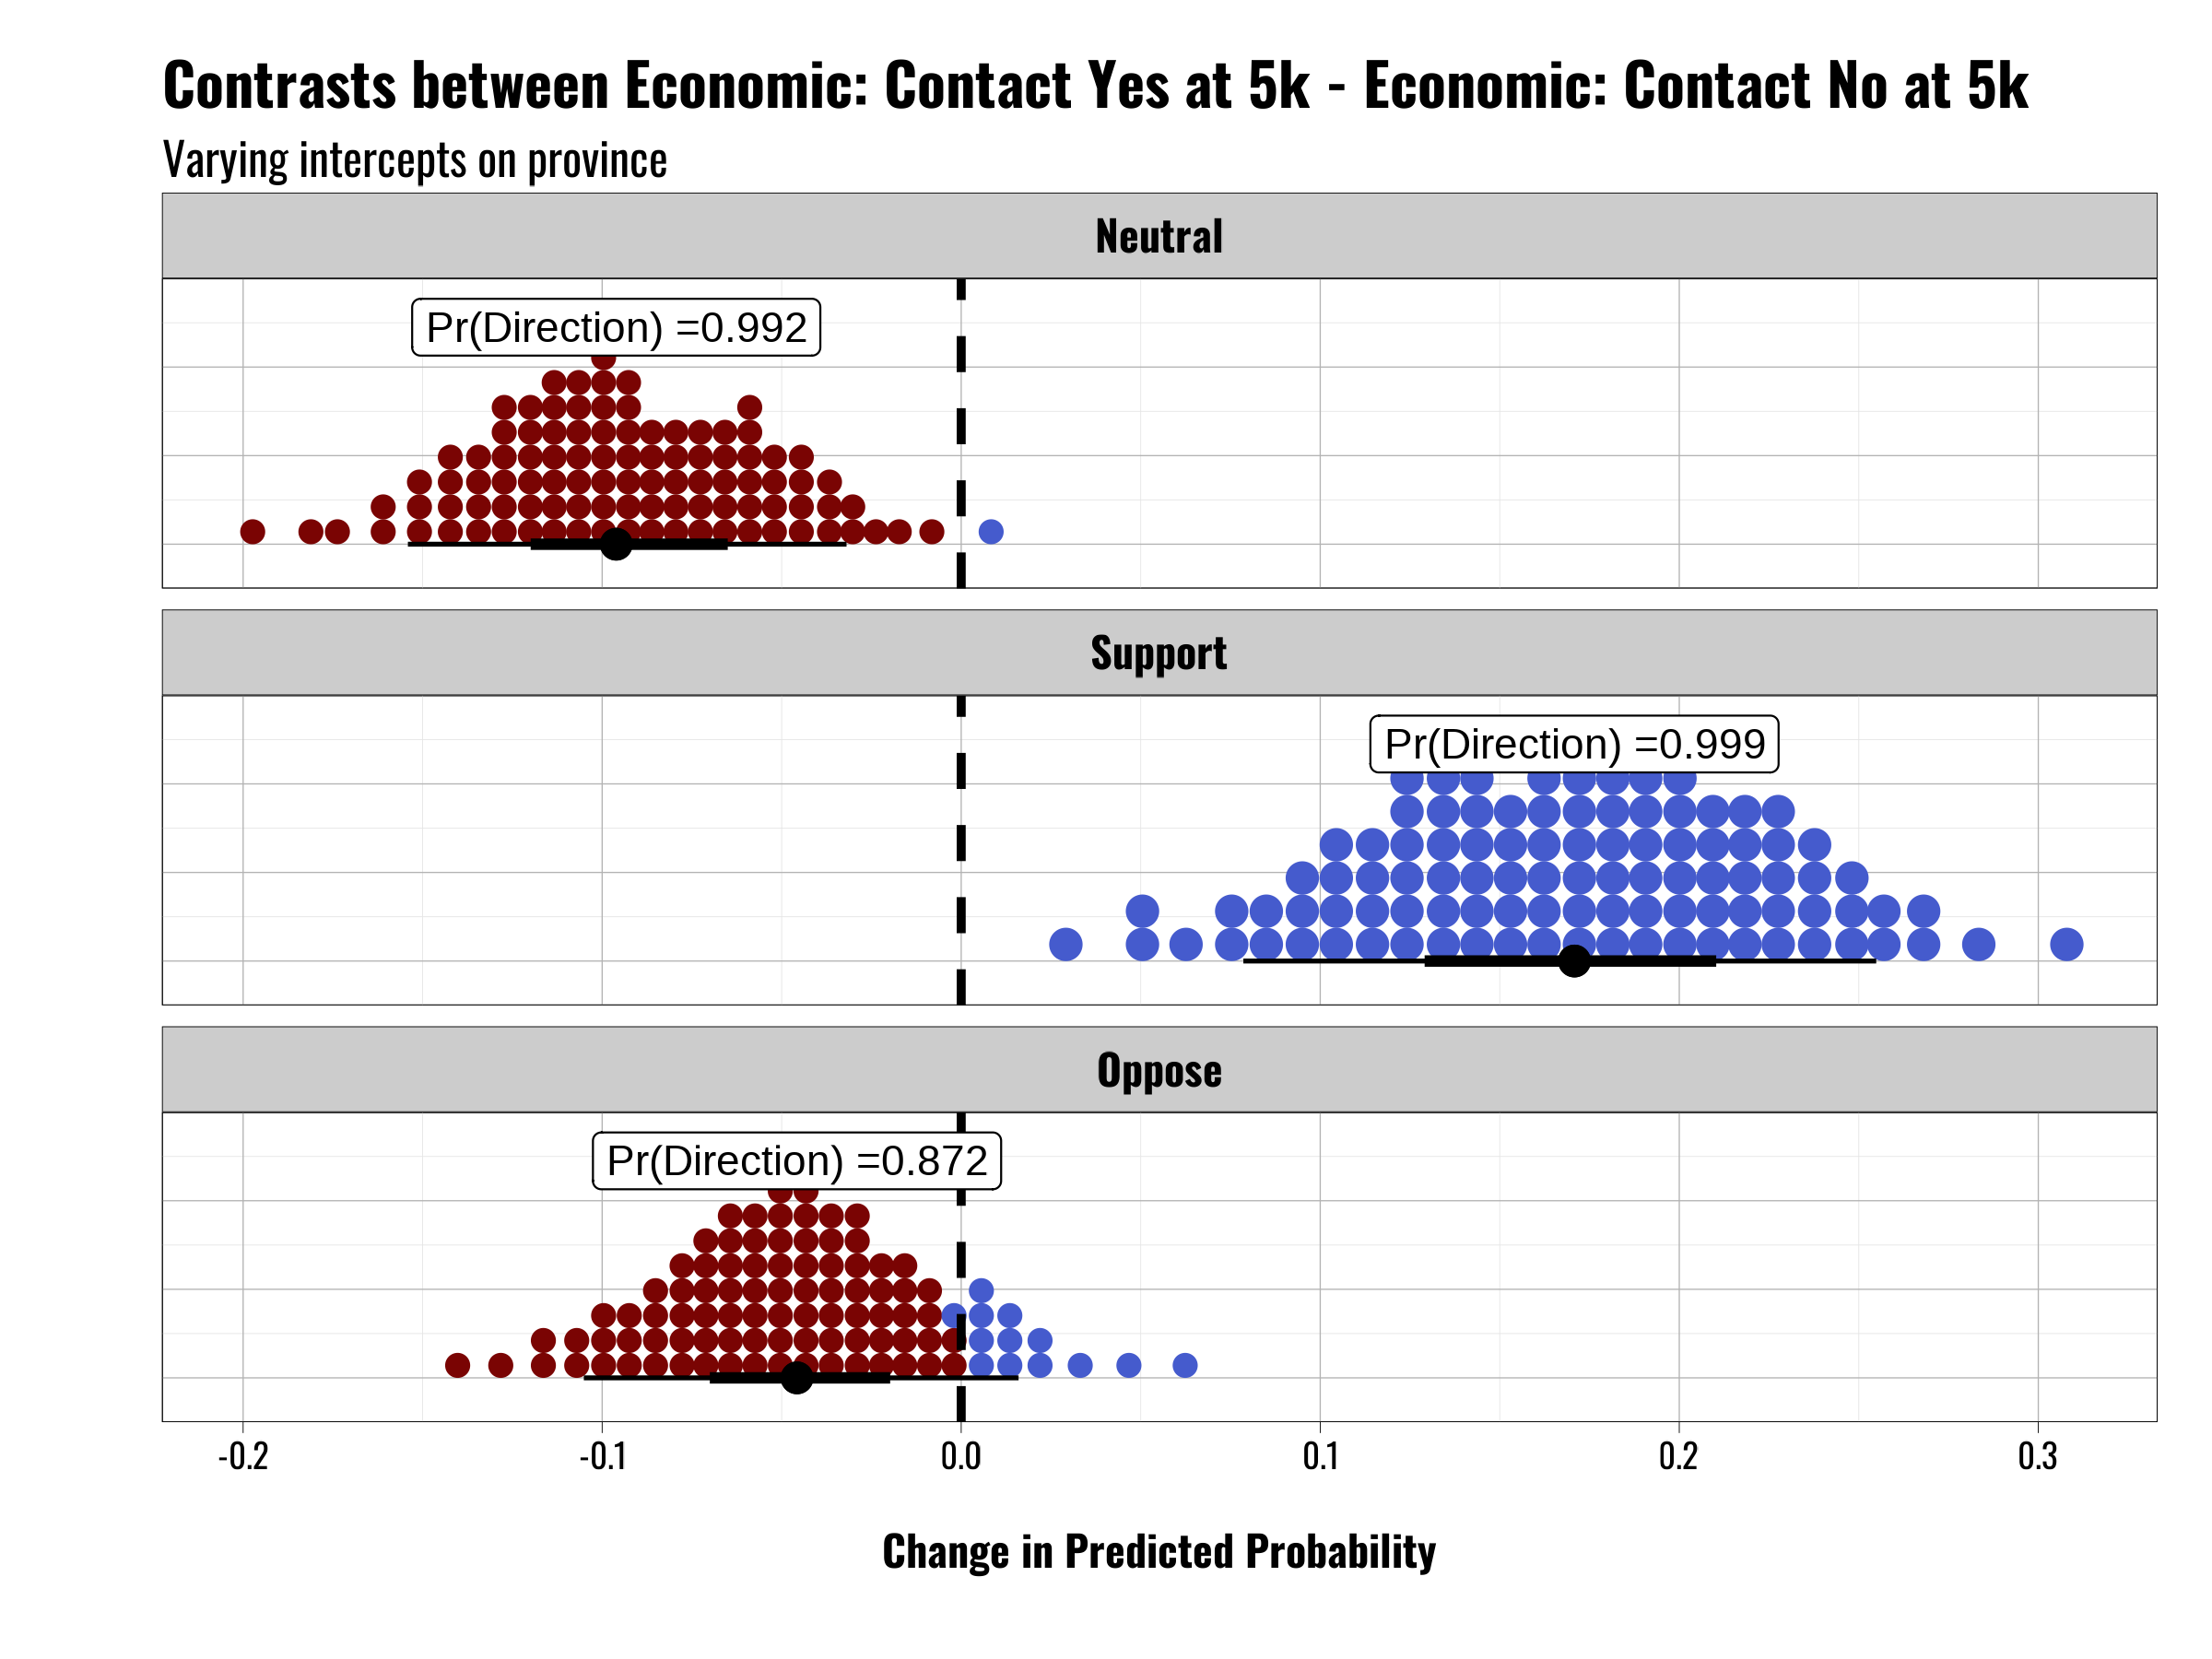 Contrasts between Economic: Contact Yes at 5k - Economic: Contact No at 5k
Varying intercepts on province
Neutral
Pr(Direction) =0.992
Support
Pr(Direction) =0.999
Oppose
Pr(Direction) =0.872
-0.2 -0.1 0.0 0.1 0.2 0.3
Change in Predicted Probability